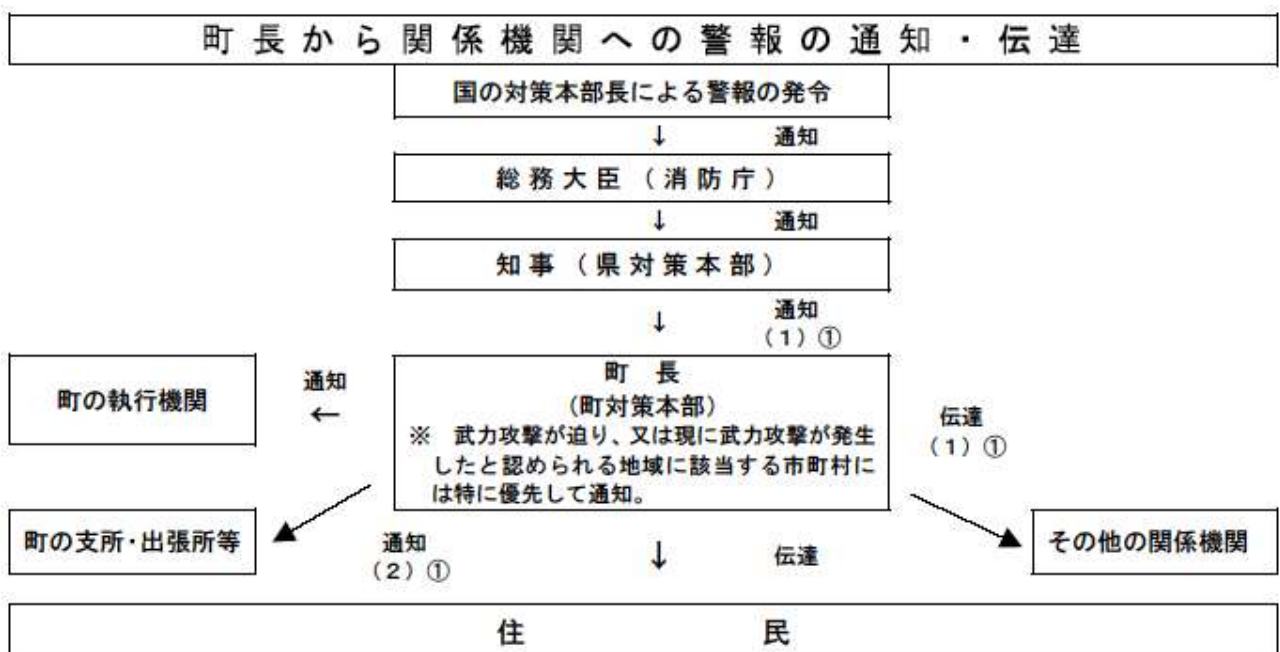 町長から関係機関への警報の通知・伝達
国の対策本部長による警報の発令
↓ 通知
総務大臣（消防庁）
↓ 通知
知事（県対策本部）
↓ 通知
（１）①
町の執行機関
通知
←
町　長
（町対策本部）
※　武力攻撃が迫り、又は現に武力攻撃が発生
したと認められる地域に該当する市町村に
は特に優先して通知。
伝達
（１）①
町の支所・出張所等
通知
（２）①
↓ 伝達
その他の関係機関
住　民